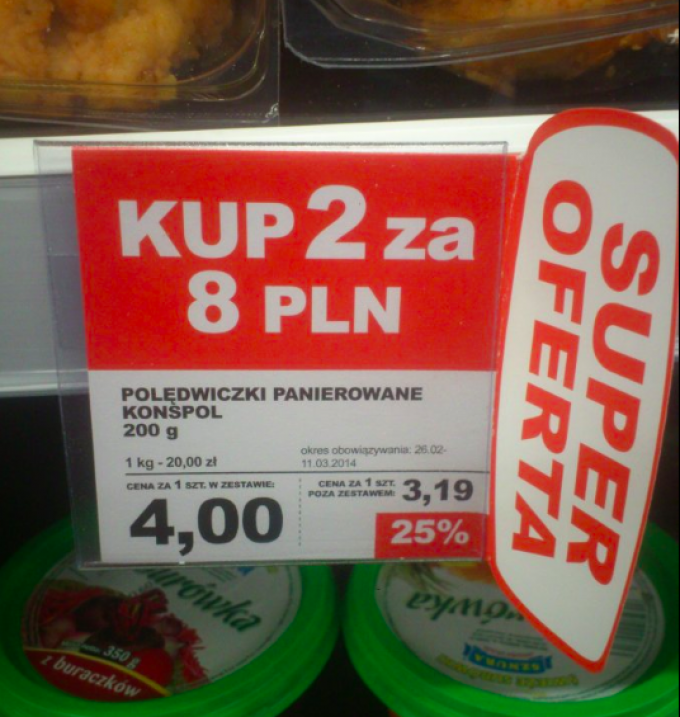 KUP 2 za
8 PLN
POLĘDWICZKI PANIEROWANE
KONSPOL
200 g
1 kg - 20,00 zł
okres obowiązywania: 26.02-
11.03.2014
CENA ZA 1 SZT. W ZESTAWIE:
4,00
CENA ZA 1 SZT.
POZA ZESTAWEM:
3,19
25%
SUPER
OFERTA
350 g
z buraczków